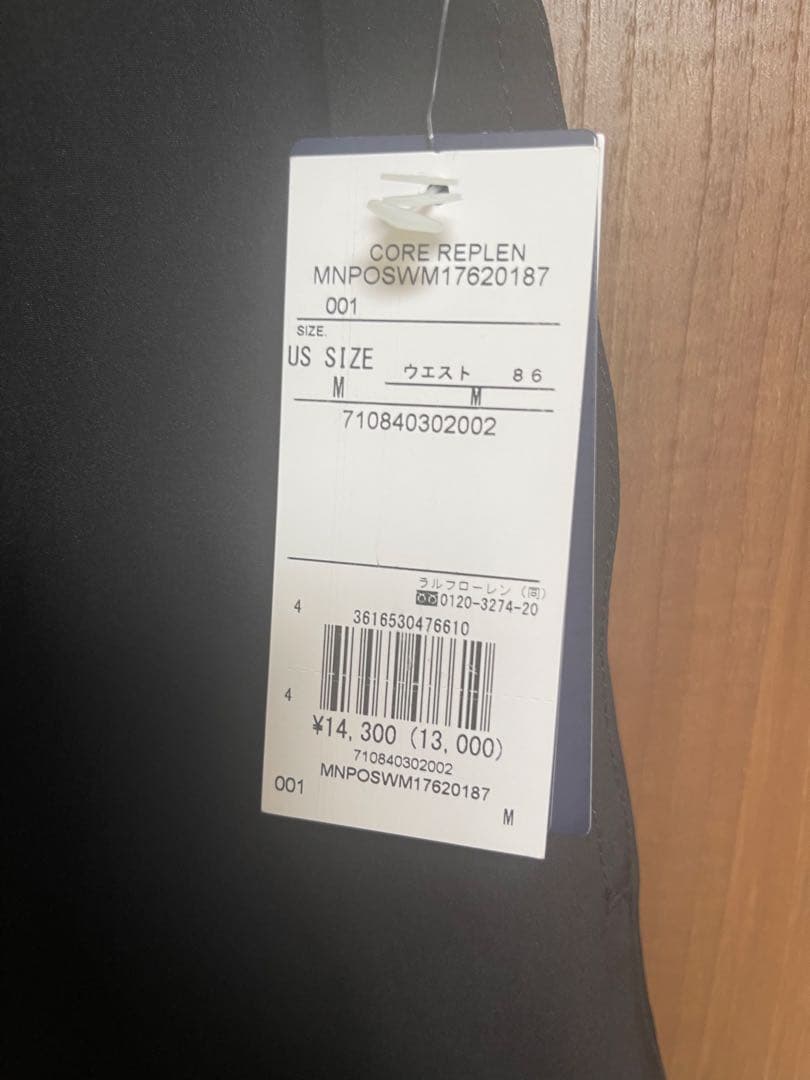 CORE REPLEN
MNPOSWM17620187
001
SIZE.
US SIZE
M
ウエスト 86
M
710840302002
ラルフローレン (同)
0120-3274-20
4
3616530476610
4
¥14,300 (13,000)
710840302002
MNPOSWM17620187
001
M